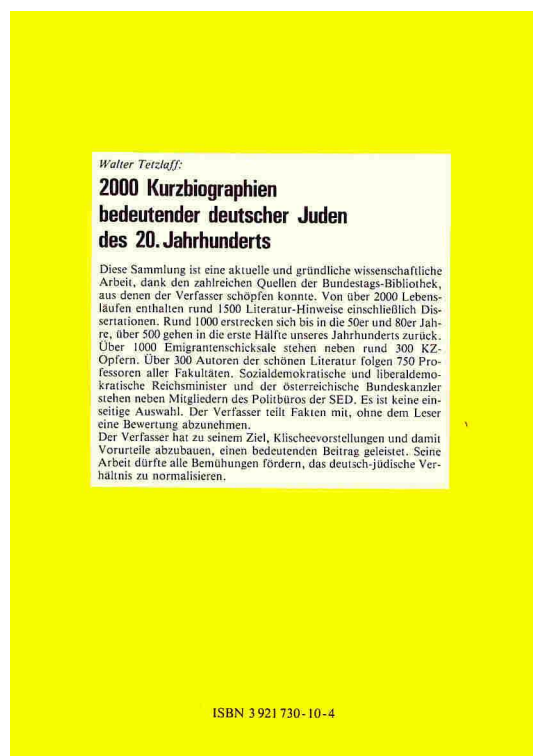 Walter Tetzlaff:
2000 Kurzbiographien
bedeutender deutscher Juden
des 20. Jahrhunderts
Diese Sammlung ist eine aktuelle und gründliche wissenschaftliche
Arbeit, dank den zahlreichen Quellen der Bundestags-Bibliothek,
aus denen der Verfasser schöpfen konnte. Von über 2000 Lebens-
läufen enthalten rund 1500 Literatur-Hinweise einschließlich Dis-
sertationen. Rund 1000 erstrecken sich bis in die 50er und 80er Jah-
re, über 500 gehen in die erste Hälfte unseres Jahrhunderts zurück.
Über 1000 Emigrantenschicksale stehen neben rund 300 KZ-
Opfern. Über 300 Autoren der schönen Literatur folgen 750 Pro-
fessoren aller Fakultäten. Sozialdemokratische und liberaldemo-
kratische Reichsminister und der österreichische Bundeskanzler
stehen neben Mitgliedern des Politbüros der SED. Es ist keine ein-
seitige Auswahl. Der Verfasser teilt Fakten mit, ohne dem Leser
eine Bewertung abzunehmen.
Der Verfasser hat zu seinem Ziel, Klischeevorstellungen und damit
Vorurteile abzubauen, einen bedeutenden Beitrag geleistet. Seine
Arbeit dürfte alle Bemühungen fördern, das deutsch-jüdische Ver-
hältnis zu normalisieren.
ISBN 3 921 730-10-4